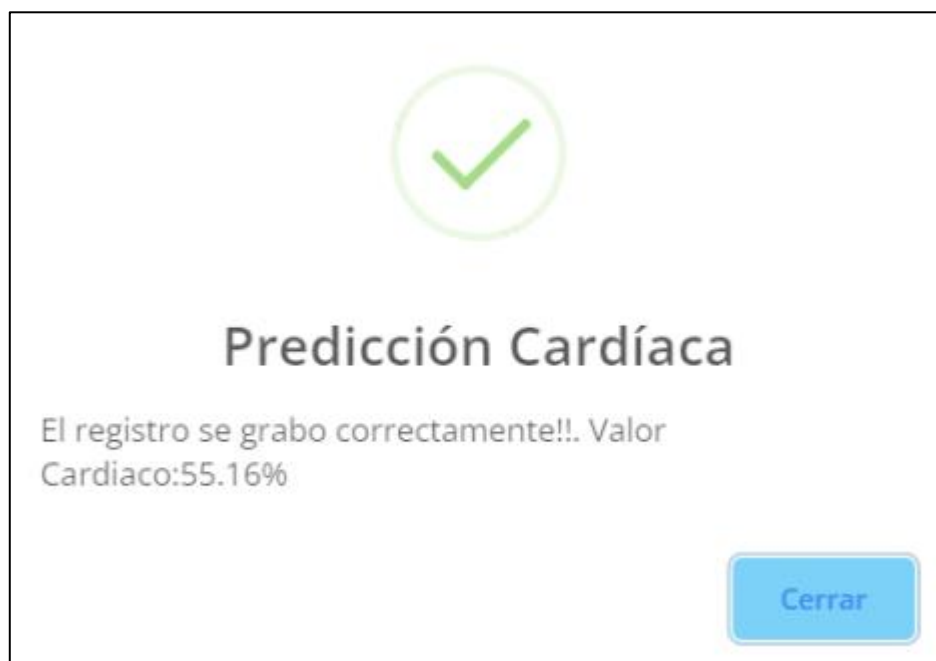 Predicción Cardíaca
El registro se grabo correctamente!!. Valor
Cardiaco:55.16%
Cerrar